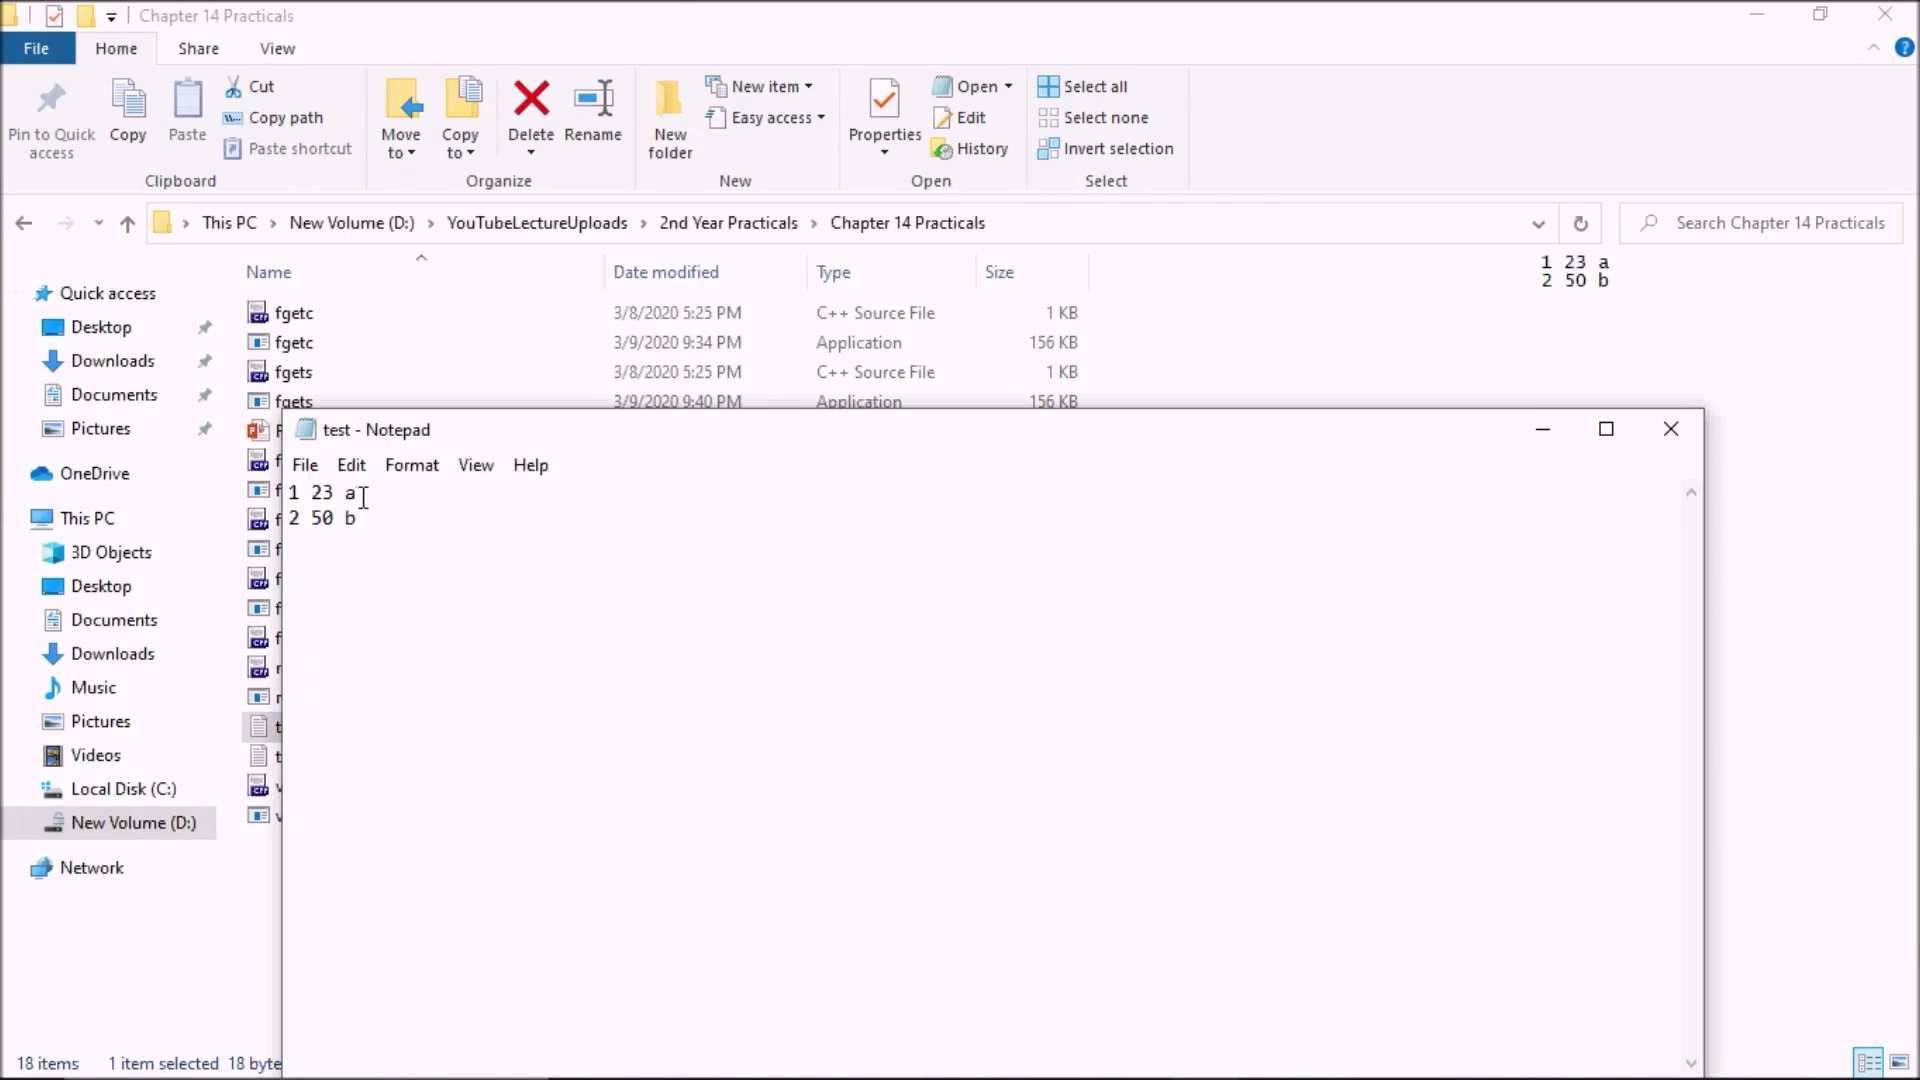 Chapter 14 Practicals
File Home Share View
Pin to Quick access
Copy
Paste
Cut
Copy path
Paste shortcut
Clipboard
Move to
Copy to
Delete
Rename
Organize
New folder
New item
Easy access
New
Properties
Open
Edit
History
Open
Select all
Select none
Invert selection
Select
This PC New Volume (D:) YouTubeLectureUploads 2nd Year Practicals Chapter 14 Practicals
Search Chapter 14 Practicals
Name Date modified Type Size
1 23 a
2 50 b
fgetc 3/8/2020 5:25 PM C++ Source File 1 KB
fgetc 3/9/2020 9:34 PM Application 156 KB
fgets 3/8/2020 5:25 PM C++ Source File 1 KB
fgets 3/9/2020 9:40 PM Application 156 KB
Quick access
Desktop
Downloads
Documents
Pictures
OneDrive
This PC
3D Objects
Desktop
Documents
Downloads
Music
Pictures
Videos
Local Disk (C:)
New Volume (D:)
Network
test - Notepad
File Edit Format View Help
1 23 a
2 50 b
18 items 1 item selected 18 byte